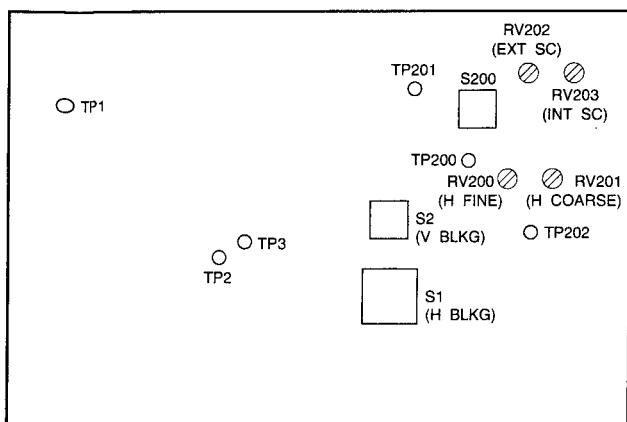 RV202
(EXT SC)
TP201
S200
RV203
(INT SC)
TP1
TP200
RV200
(H FINE)
RV201
(H COARSE)
S2
(V BLKG)
TP202
TP3
TP2
S1
(H BLKG)